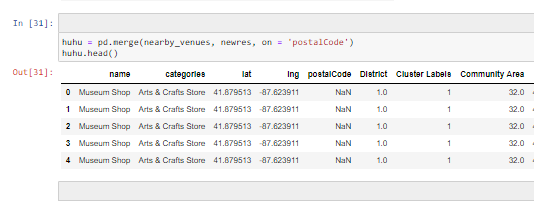 In [31]:
huhu = pd.merge(nearby_venues, newres, on = 'postalCode')
huhu.head()
Out[31]:
name categories lat lng postalCode District Cluster Labels Community Area
0 Museum Shop Arts & Crafts Store 41.879513 -87.623911 NaN 1.0 1 32.0
1 Museum Shop Arts & Crafts Store 41.879513 -87.623911 NaN 1.0 1 32.0
2 Museum Shop Arts & Crafts Store 41.879513 -87.623911 NaN 1.0 1 32.0
3 Museum Shop Arts & Crafts Store 41.879513 -87.623911 NaN 1.0 1 32.0
4 Museum Shop Arts & Crafts Store 41.879513 -87.623911 NaN 1.0 1 32.0